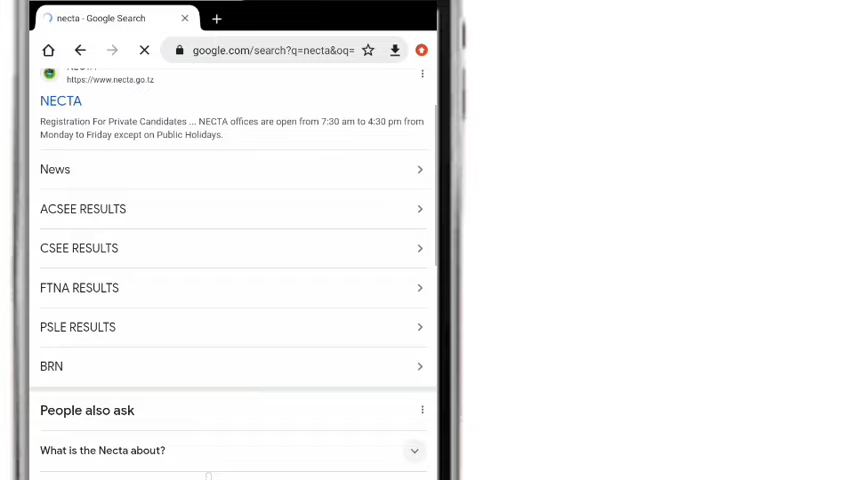 necta - Google Search
google.com/search?q=necta&oq=
https://www.necta.go.tz
NECTA
Registration For Private Candidates ... NECTA offices are open from 7:30 am to 4:30 pm from
Monday to Friday except on Public Holidays.
News
ACSEE RESULTS
CSEE RESULTS
FTNA RESULTS
PSLE RESULTS
BRN
People also ask
What is the Necta about?